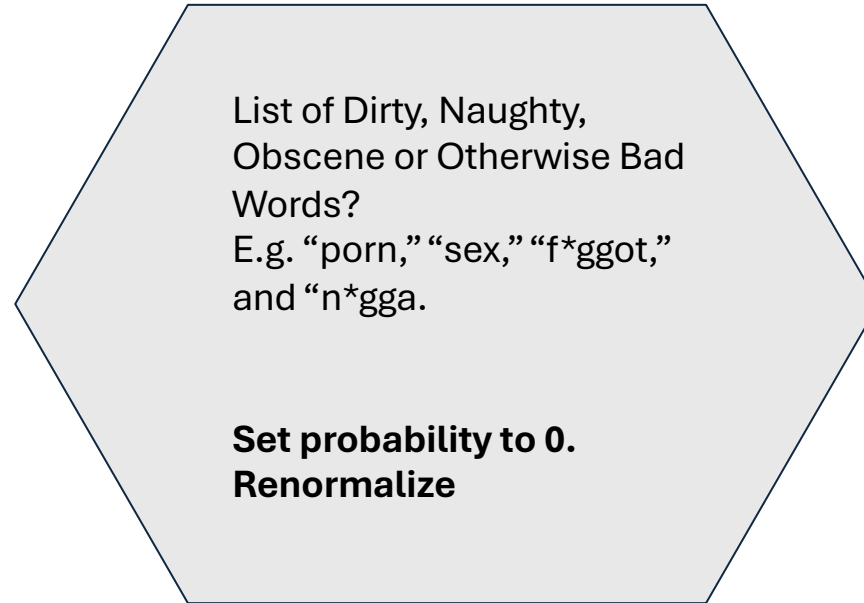 List of Dirty, Naughty,
Obscene or Otherwise Bad
Words?
E.g. “porn,” “sex,” “f*ggot,”
and “n*gga.
Set probability to 0.
Renormalize